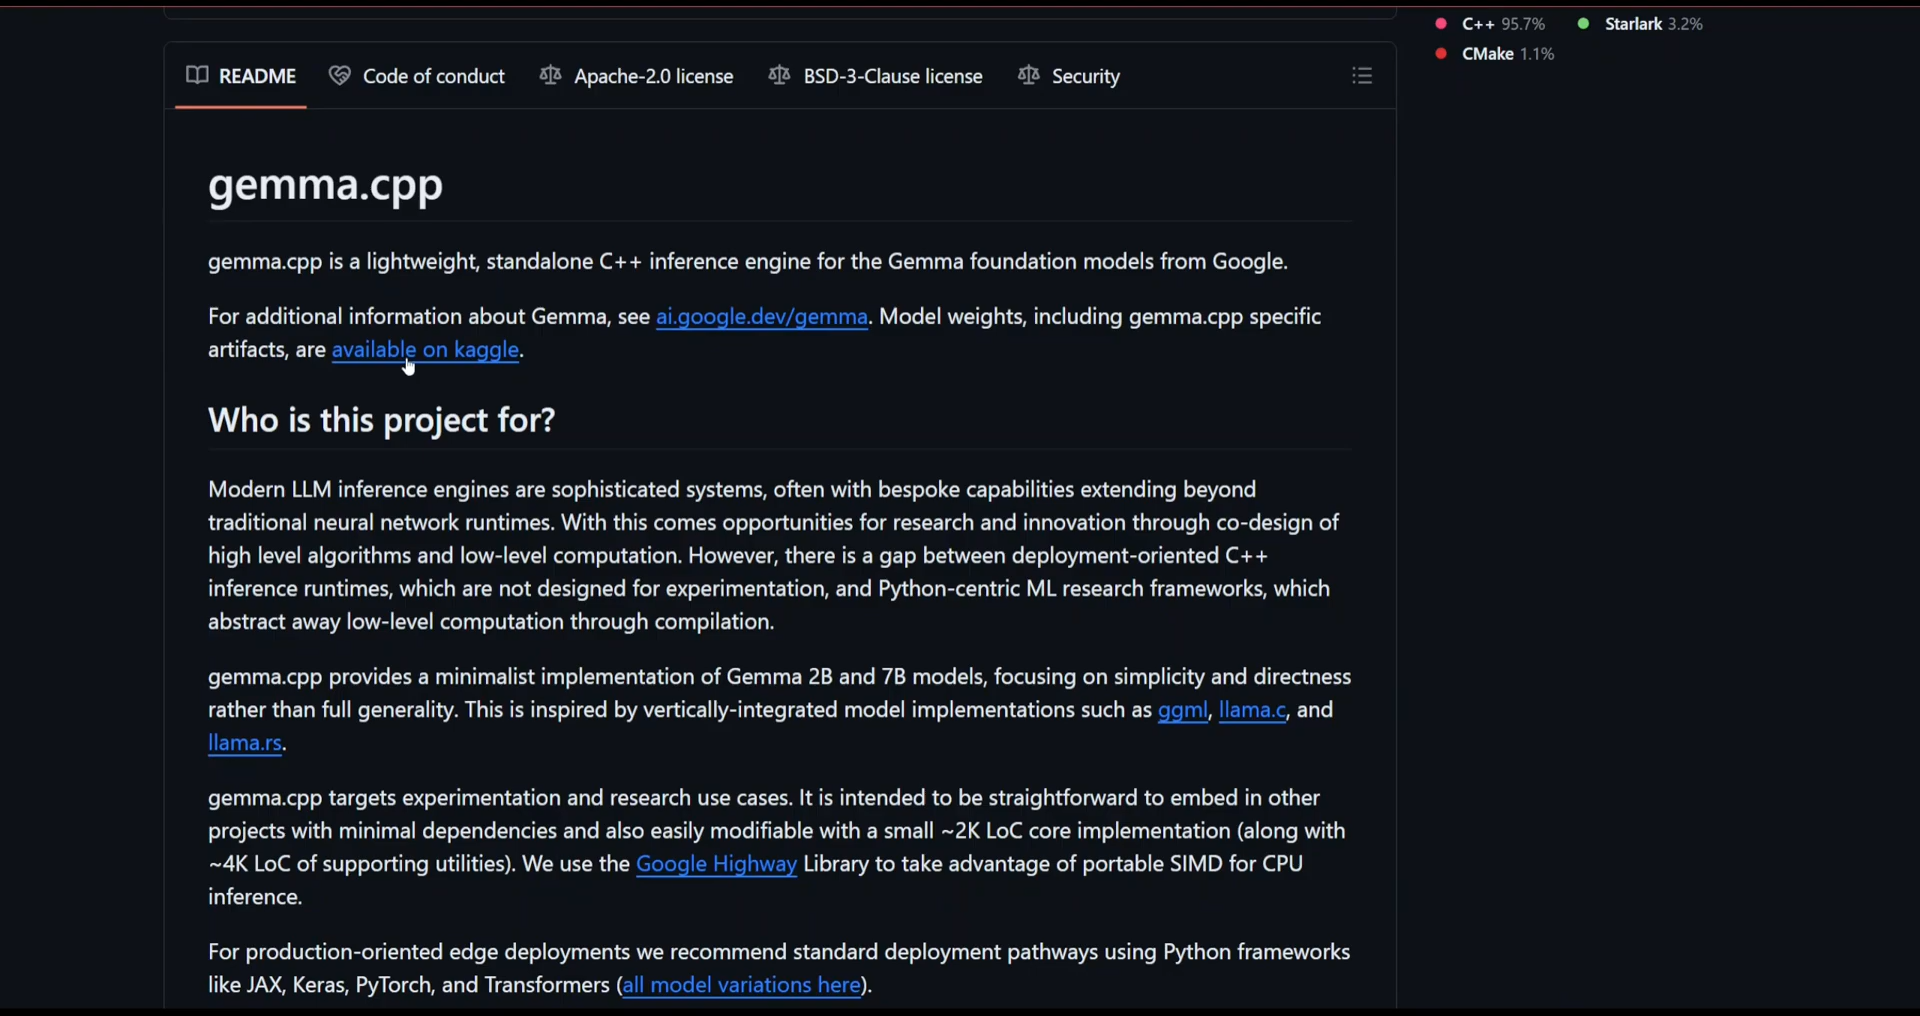 C++ 95.7% Starlark 3.2%
CMake 1.1%
README Code of conduct Apache-2.0 license BSD-3-Clause license Security
gemma.cpp
gemma.cpp is a lightweight, standalone C++ inference engine for the Gemma foundation models from Google.
For additional information about Gemma, see ai.google.dev/gemma. Model weights, including gemma.cpp specific
artifacts, are available on kaggle.
Who is this project for?
Modern LLM inference engines are sophisticated systems, often with bespoke capabilities extending beyond
traditional neural network runtimes. With this comes opportunities for research and innovation through co-design of
high level algorithms and low-level computation. However, there is a gap between deployment-oriented C++
inference runtimes, which are not designed for experimentation, and Python-centric ML research frameworks, which
abstract away low-level computation through compilation.
gemma.cpp provides a minimalist implementation of Gemma 2B and 7B models, focusing on simplicity and directness
rather than full generality. This is inspired by vertically-integrated model implementations such as ggml, llama.c, and
llama.rs.
gemma.cpp targets experimentation and research use cases. It is intended to be straightforward to embed in other
projects with minimal dependencies and also easily modifiable with a small ~2K LoC core implementation (along with
~4K LoC of supporting utilities). We use the Google Highway Library to take advantage of portable SIMD for CPU
inference.
For production-oriented edge deployments we recommend standard deployment pathways using Python frameworks
like JAX, Keras, PyTorch, and Transformers (all model variations here).